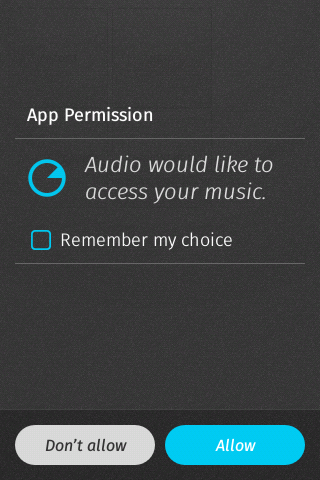 App Permission
Audio would like to
access your music.
Remember my choice
Don’t allow
Allow